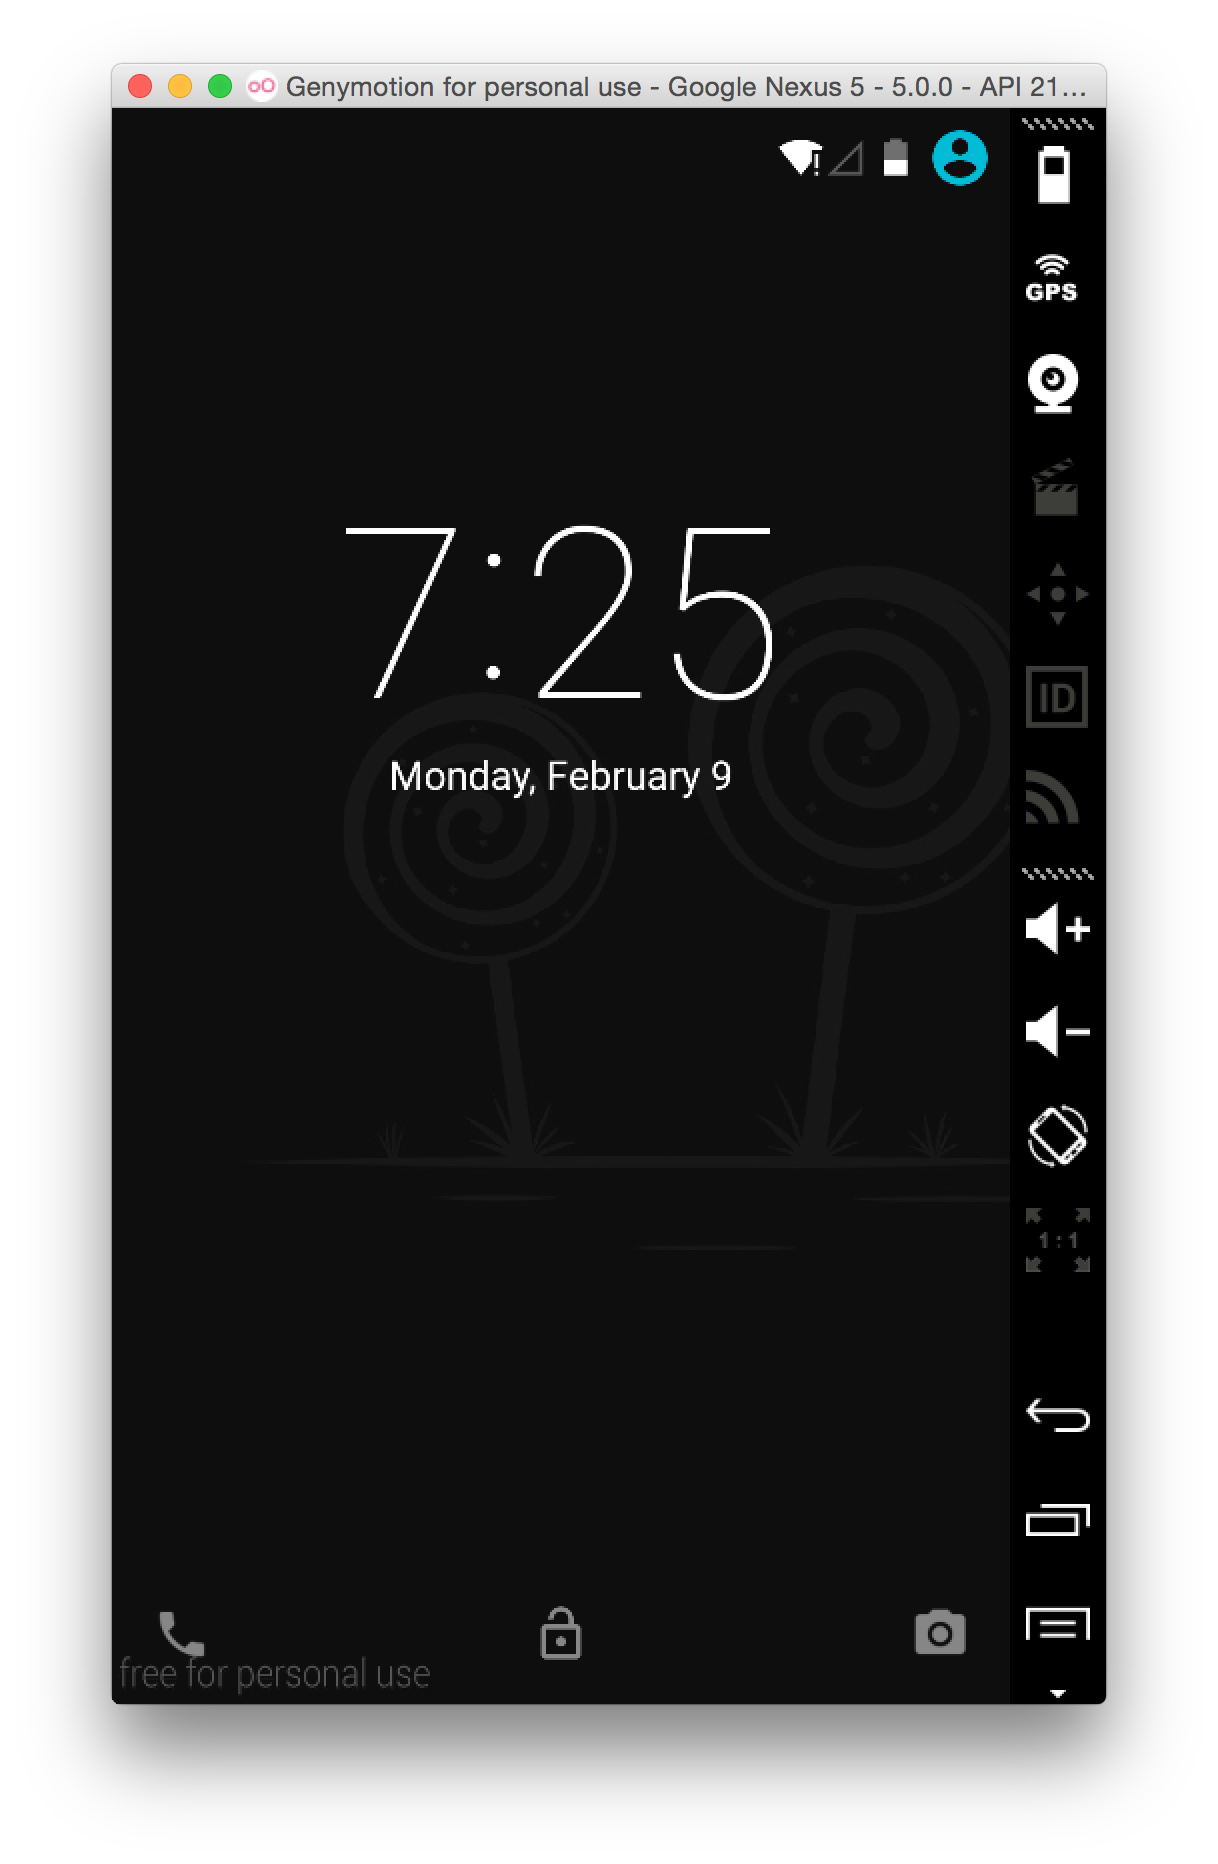 Genymotion for personal use - Google Nexus 5 - 5.0.0 - API 21...
GPS
7:25
ID
Monday, February 9
1:1
free for personal use